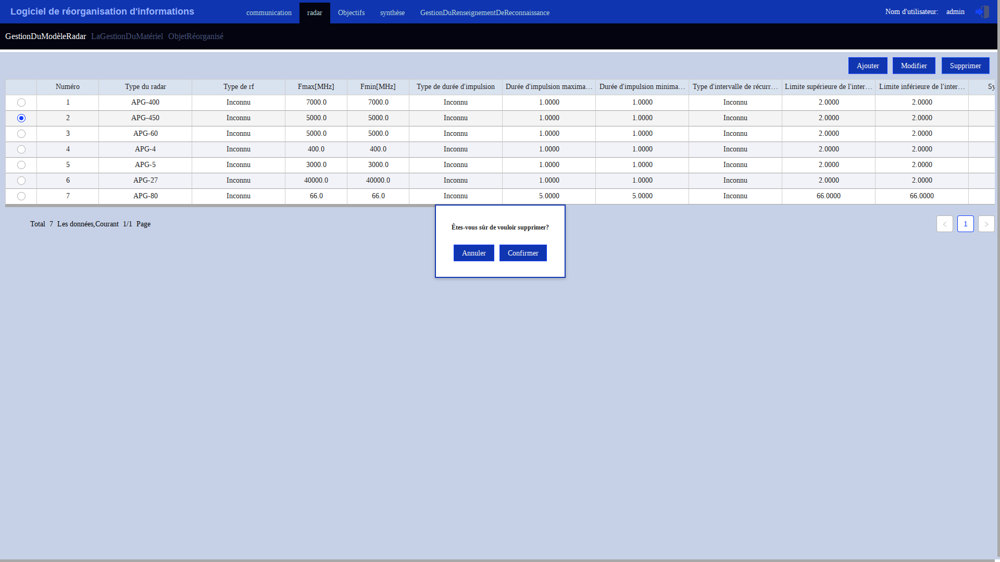 Logiciel de réorganisation d'informations communication radar Objectifs synthèse GestionDuRenseignementDeReconnaissance Nom d'utilisateur: admin
GestionDuModèleRadar LaGestionDuMatériel ObjetRéorganisé
Ajouter Modifier Supprimer
Numéro Type du radar Type de rf Fmax[MHz] Fmin[MHz] Type de durée d'impulsion Durée d'impulsion maxima… Durée d'impulsion minima… Type d'intervalle de récurr… Limite supérieure de l'inter… Limite inférieure de l'inter… Sy
1 APG-400 Inconnu 7000.0 7000.0 Inconnu 1.0000 1.0000 Inconnu 2.0000 2.0000
2 APG-450 Inconnu 5000.0 5000.0 Inconnu 1.0000 1.0000 Inconnu 2.0000 2.0000
3 APG-60 Inconnu 5000.0 5000.0 Inconnu 1.0000 1.0000 Inconnu 2.0000 2.0000
4 APG-4 Inconnu 400.0 400.0 Inconnu 1.0000 1.0000 Inconnu 2.0000 2.0000
5 APG-5 Inconnu 3000.0 3000.0 Inconnu 1.0000 1.0000 Inconnu 2.0000 2.0000
6 APG-27 Inconnu 40000.0 40000.0 Inconnu 1.0000 1.0000 Inconnu 2.0000 2.0000
7 APG-80 Inconnu 66.0 66.0 Inconnu 5.0000 5.0000 Inconnu 66.0000 66.0000
Total 7 Les données,Courant 1/1 Page
< 1 >
Êtes-vous sûr de vouloir supprimer?
Annuler Confirmer